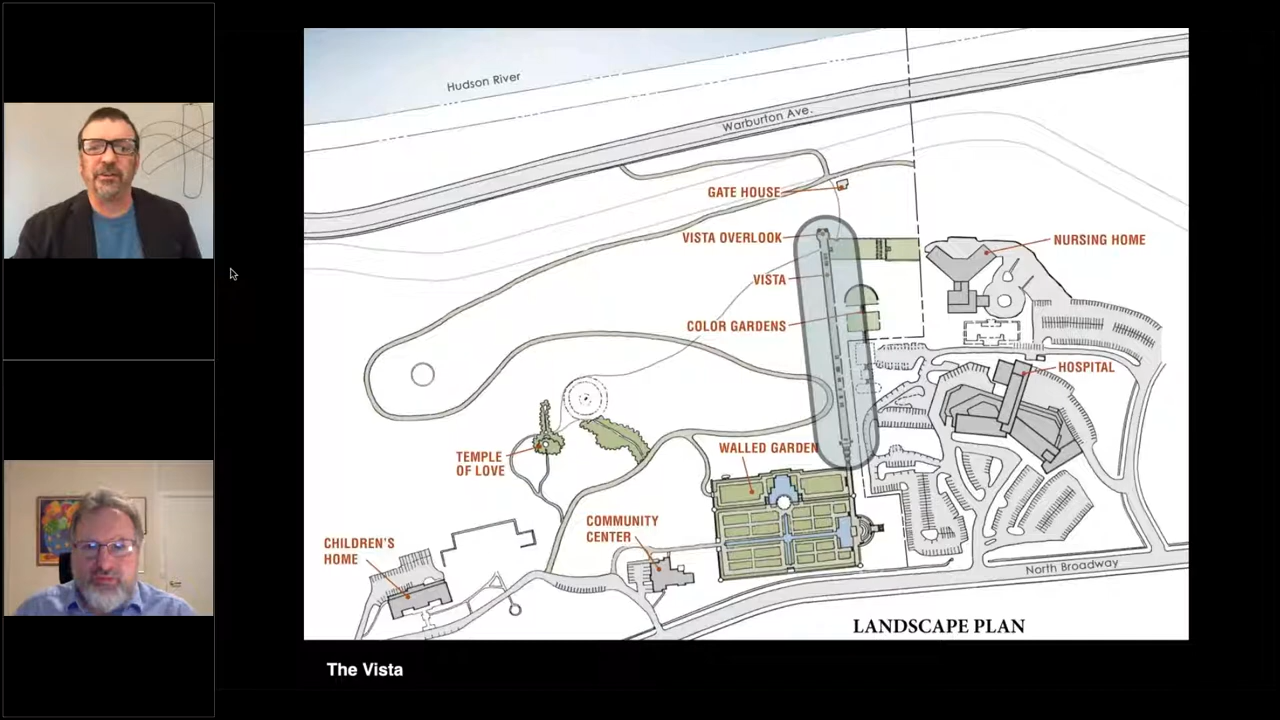 Hudson River
Warburton Ave.
GATE HOUSE
VISTA OVERLOOK
NURSING HOME
VISTA
COLOR GARDENS
HOSPITAL
WALLED GARDEN
TEMPLE
OF LOVE
COMMUNITY
CENTER
CHILDREN'S
HOME
North Broadway
LANDSCAPE PLAN
The Vista